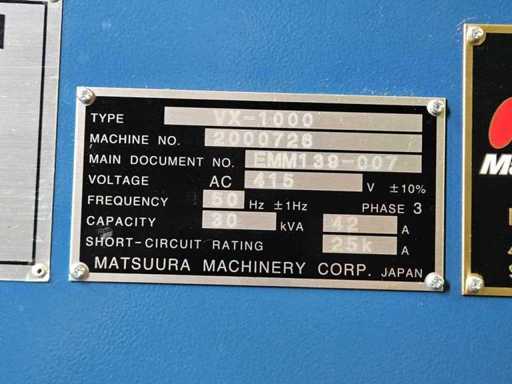 TYPE VX-1000
MACHINE NO. 2000726
MAIN DOCUMENT NO. EMM139-007
VOLTAGE AC 415 V ±10%
FREQUENCY 50 Hz ±1Hz PHASE 3
CAPACITY 30 kVA 42 A
SHORT-CIRCUIT RATING 25k A
MATSUURA MACHINERY CORP. JAPAN